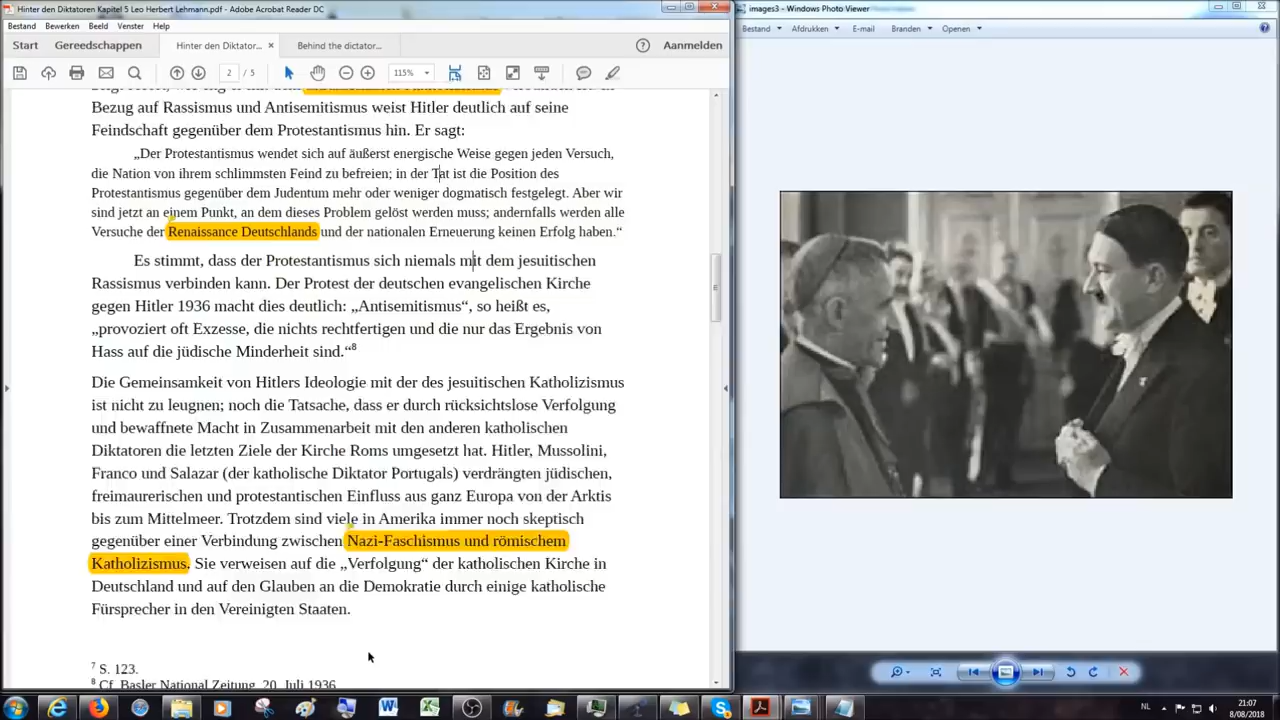 Hinter den Diktatoren Kapitel 5 Leo Herbert Lehmann.pdf - Adobe Acrobat Reader DC
images3 - Windows Photo Viewer
Bestand Bewerken Beeld Venster Help
Bestand Afdrukken E-mail Branden Openen
Start Gereedschappen Hinter den Diktator... × Behind the dictator... Aanmelden
2 / 5 115%
Bezug auf Rassismus und Antisemitismus weist Hitler deutlich auf seine
Feindschaft gegenüber dem Protestantismus hin. Er sagt:
„Der Protestantismus wendet sich auf äußerst energische Weise gegen jeden Versuch,
die Nation von ihrem schlimmsten Feind zu befreien; in der Tat ist die Position des
Protestantismus gegenüber dem Judentum mehr oder weniger dogmatisch festgelegt. Aber wir
sind jetzt an einem Punkt, an dem dieses Problem gelöst werden muss; andernfalls werden alle
Versuche der Renaissance Deutschlands und der nationalen Erneuerung keinen Erfolg haben.“
Es stimmt, dass der Protestantismus sich niemals mit dem jesuitischen
Rassismus verbinden kann. Der Protest der deutschen evangelischen Kirche
gegen Hitler 1936 macht dies deutlich: „Antisemitismus“, so heißt es,
„provoziert oft Exzesse, die nichts rechtfertigen und die nur das Ergebnis von
Hass auf die jüdische Minderheit sind.“8
Die Gemeinsamkeit von Hitlers Ideologie mit der des jesuitischen Katholizismus
ist nicht zu leugnen; noch die Tatsache, dass er durch rücksichtslose Verfolgung
und bewaffnete Macht in Zusammenarbeit mit den anderen katholischen
Diktatoren die letzten Ziele der Kirche Roms umgesetzt hat. Hitler, Mussolini,
Franco und Salazar (der katholische Diktator Portugals) verdrängten jüdischen,
freimaurerischen und protestantischen Einfluss aus ganz Europa von der Arktis
bis zum Mittelmeer. Trotzdem sind viele in Amerika immer noch skeptisch
gegenüber einer Verbindung zwischen Nazi-Faschismus und römischem
Katholizismus. Sie verweisen auf die „Verfolgung“ der katholischen Kirche in
Deutschland und auf den Glauben an die Demokratie durch einige katholische
Fürsprecher in den Vereinigten Staaten.
7 S. 123.
8 Cf. Basler National Zeitung, 20. Juli 1936
NL 21:07
8/08/2018